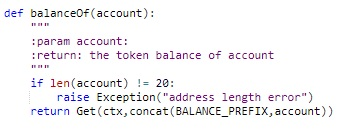 def balanceOf(account):
    """
    :param account:
    :return: the token balance of account
    """
    if len(account) != 20:
        raise Exception("address length error")
    return Get(ctx,concat(BALANCE_PREFIX,account))